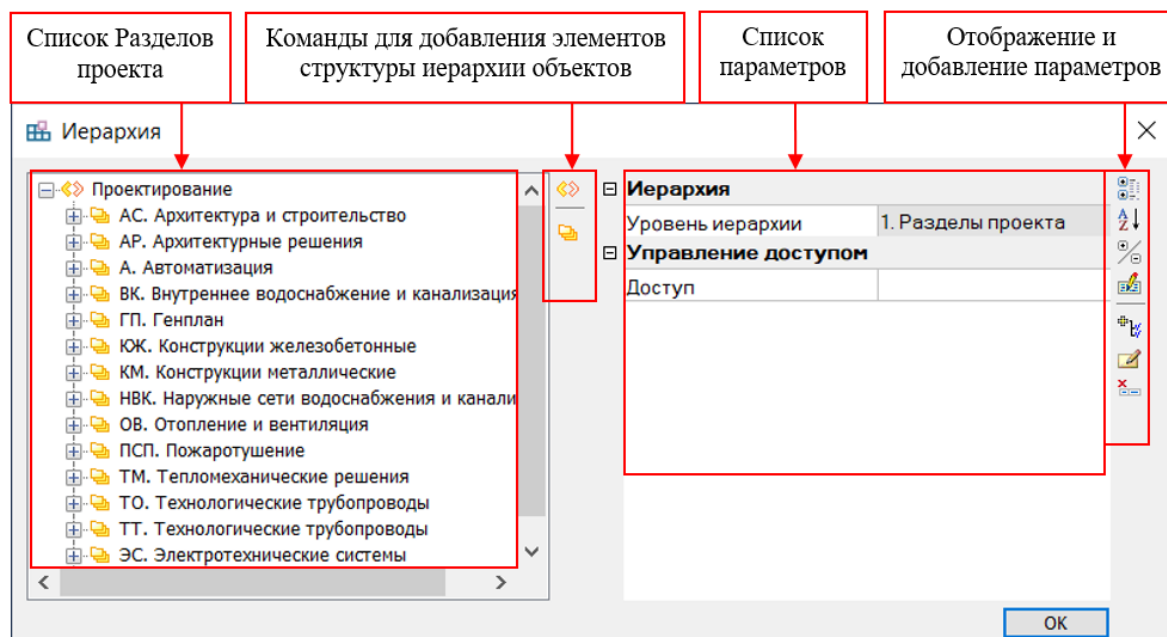 Список Разделов
проекта
Команды для добавления элементов
структуры иерархии объектов
Список
параметров
Отображение и
добавление параметров
Иерархия
Проектирование
АС. Архитектура и строительство
АР. Архитектурные решения
А. Автоматизация
ВК. Внутреннее водоснабжение и канализация
ГП. Генплан
КЖ. Конструкции железобетонные
КМ. Конструкции металлические
НВК. Наружные сети водоснабжения и канали
ОВ. Отопление и вентиляция
ПСП. Пожаротушение
ТМ. Тепломеханические решения
ТО. Технологические трубопроводы
ТТ. Технологические трубопроводы
ЭС. Электротехнические системы
Иерархия
Уровень иерархии 1. Разделы проекта
Управление доступом
Доступ
ОК